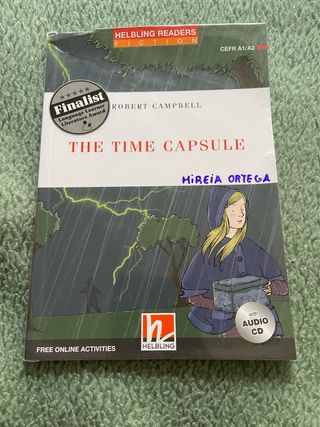 HELBLING READERS
FICTION
CEFR A1/A2
Finalist
Language Learner
Literature Award
ROBERT CAMPBELL
THE TIME CAPSULE
MiREiA ORTEGA
with
AUDIO
CD
h
HELBLING
FREE ONLINE ACTIVITIES